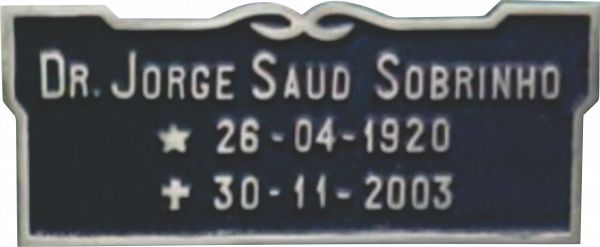 DR. JORGE SAUD SOBRINHO
★ 26-04-1920
✝ 30-11-2003